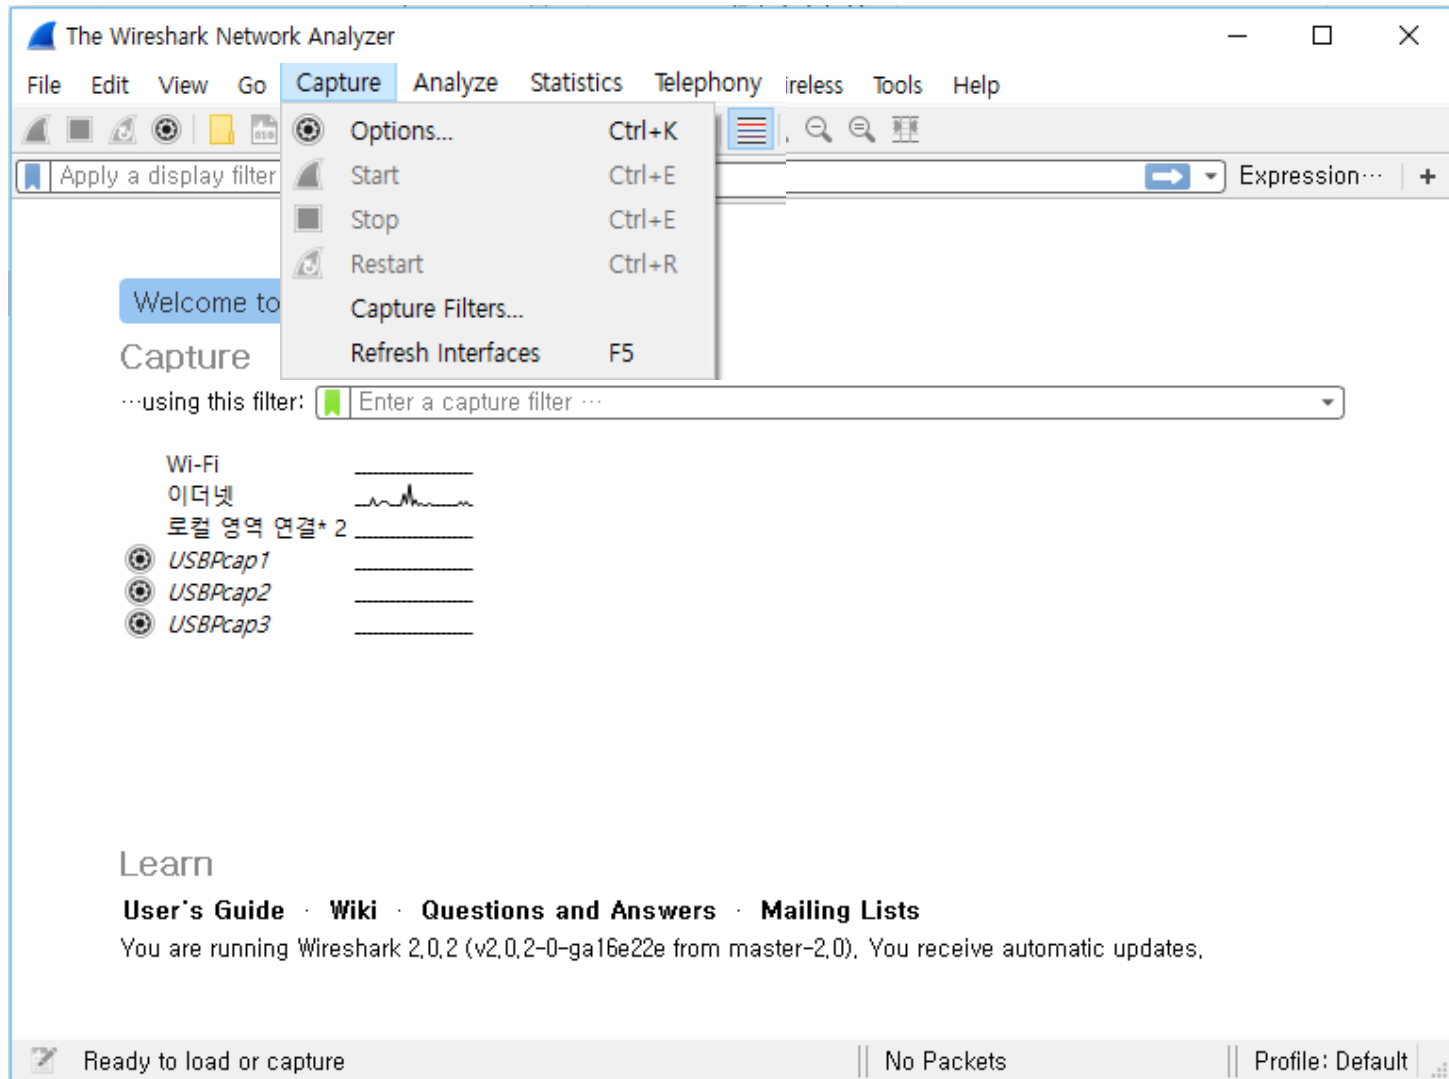 The Wireshark Network Analyzer
File Edit View Go Capture Analyze Statistics Telephony ireless Tools Help
Options... Ctrl+K
Apply a display filter Start Ctrl+E Expression··· +
Stop Ctrl+E
Restart Ctrl+R
Welcome to Capture Filters...
Capture Refresh Interfaces F5
···using this filter: Enter a capture filter ···
Wi-Fi
이더넷
로컬 영역 연결* 2
USBPcap1
USBPcap2
USBPcap3
Learn
User's Guide · Wiki · Questions and Answers · Mailing Lists
You are running Wireshark 2.0.2 (v2.0.2-0-ga16e22e from master-2.0). You receive automatic updates.
Ready to load or capture No Packets Profile: Default